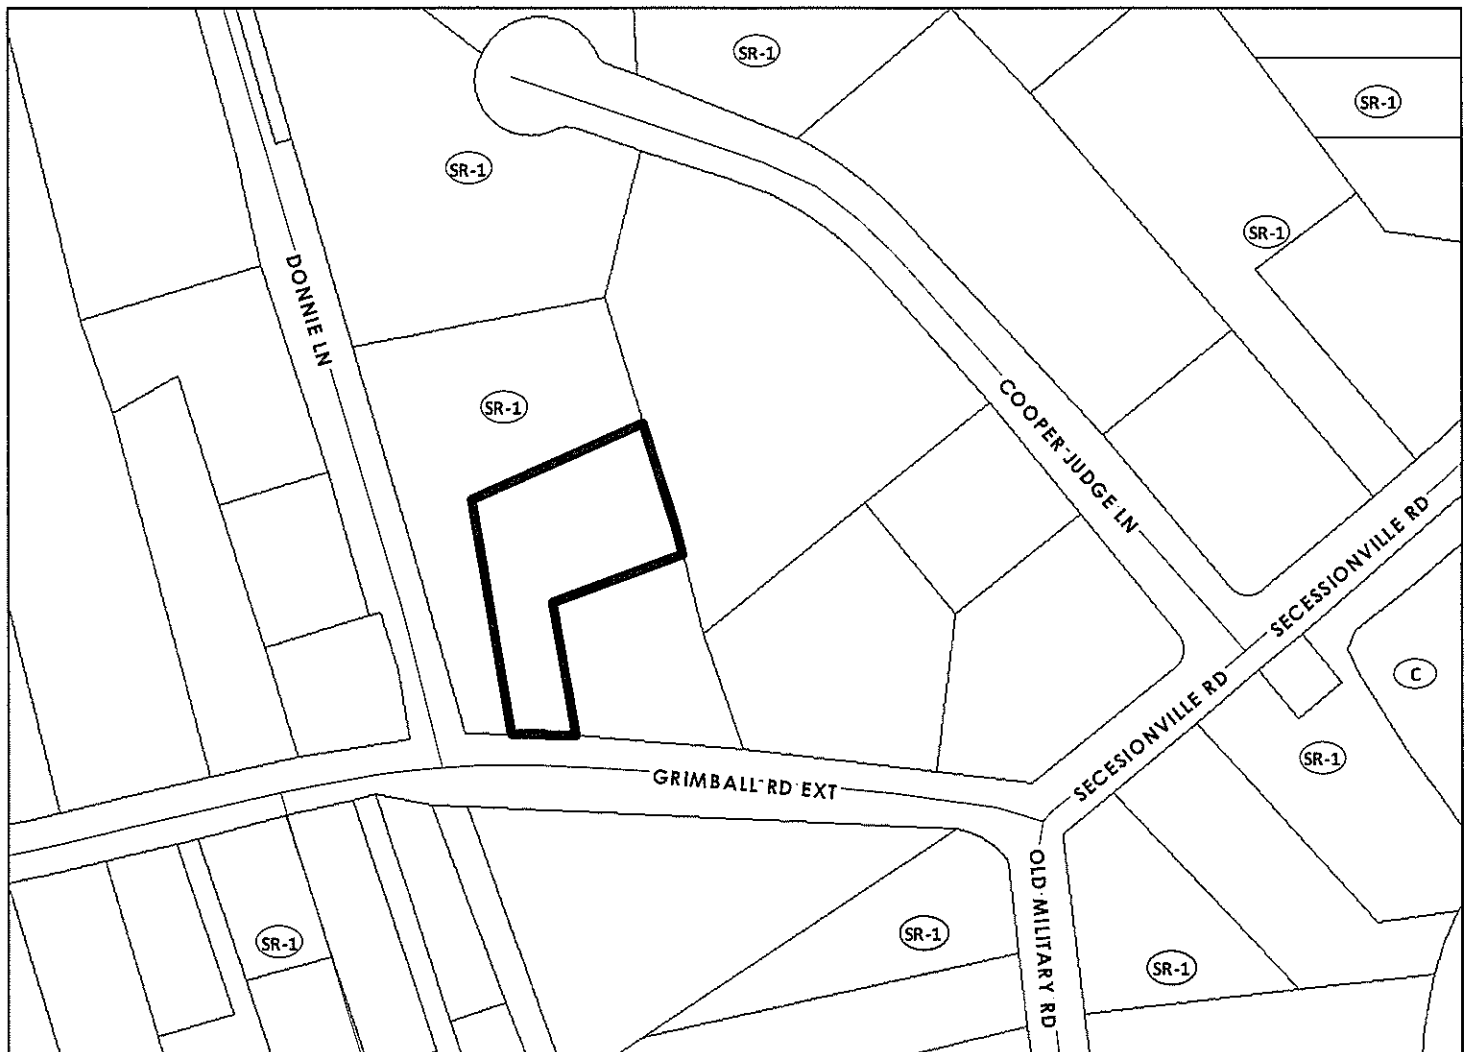 SR-1
SR-1
SR-1
SR-1
DONNIE LN
SR-1
COOPER JUDGE LN
SECESSIONVILLE RD
SECESIONVILLE RD
C
SR-1
GRIMBALL RD EXT
OLD MILITARY RD
SR-1
SR-1
SR-1